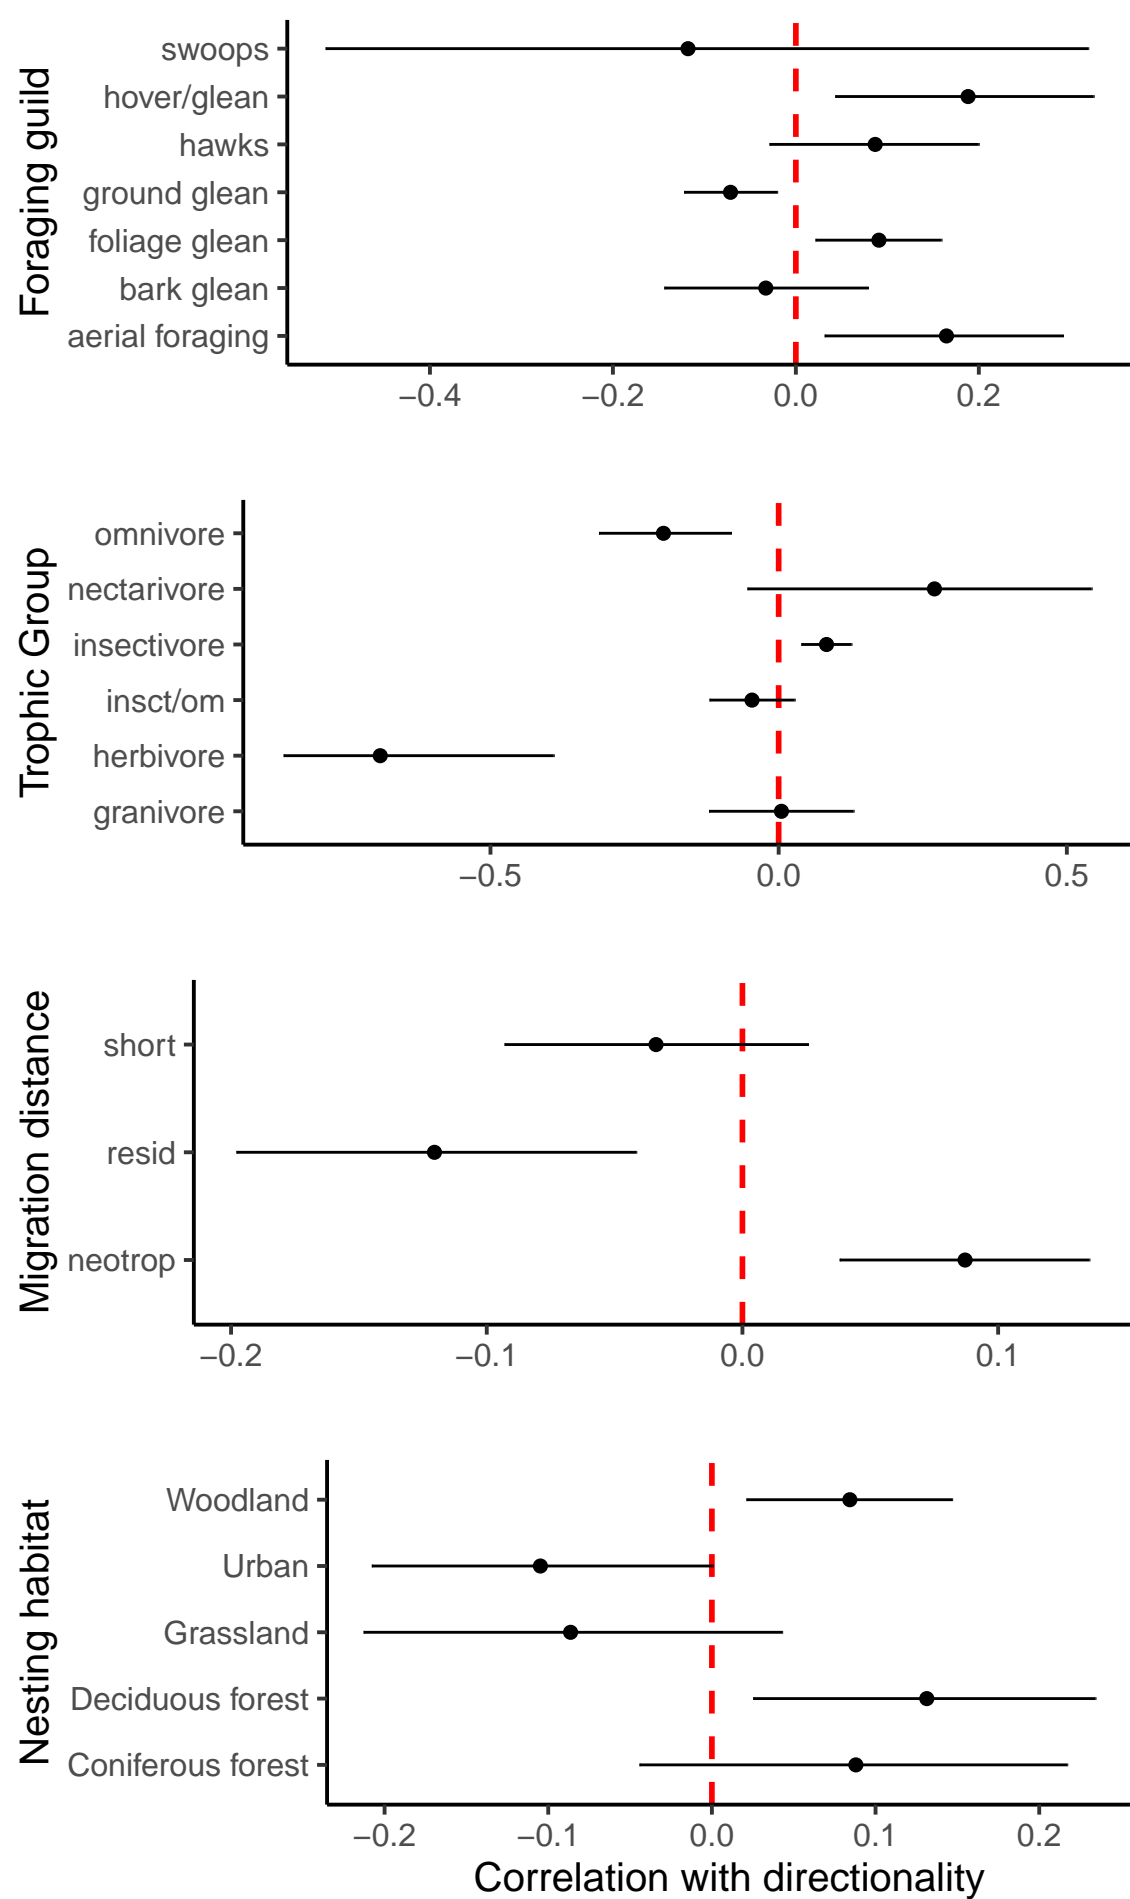 Foraging guild
swoops
hover/glean
hawks
ground glean
foliage glean
bark glean
aerial foraging
−0.4 −0.2 0.0 0.2
Trophic Group
omnivore
nectarivore
insectivore
insct/om
herbivore
granivore
−0.5 0.0 0.5
Migration distance
short
resid
neotrop
−0.2 −0.1 0.0 0.1
Nesting habitat
Woodland
Urban
Grassland
Deciduous forest
Coniferous forest
−0.2 −0.1 0.0 0.1 0.2
Correlation with directionality